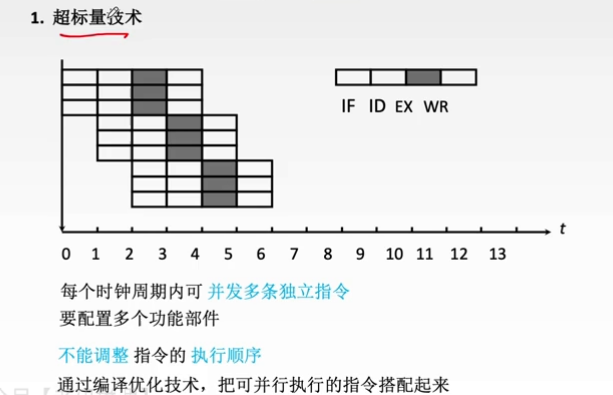 1. 超标量技术
IF ID EX WR
t
0 1 2 3 4 5 6 7 8 9 10 11 12 13
每个时钟周期内可 并发多条独立指令
要配置多个功能部件
不能调整 指令的 执行顺序
通过编译优化技术，把可并行执行的指令搭配起来